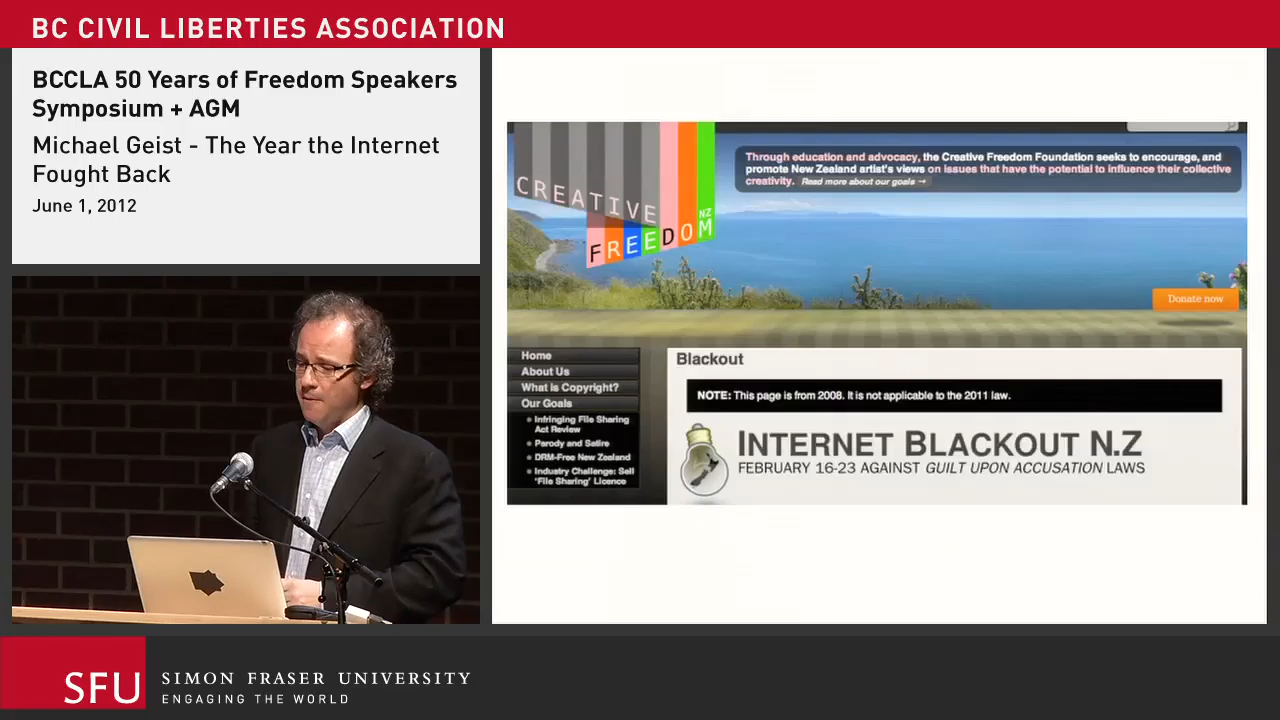 BC CIVIL LIBERTIES ASSOCIATION
BCCLA 50 Years of Freedom Speakers
Symposium + AGM
Michael Geist - The Year the Internet
Fought Back
June 1, 2012
CREATIVE
FREEDOM
NZ
Through education and advocacy, the Creative Freedom Foundation seeks to encourage, and
promote New Zealand artist's views on issues that have the potential to influence their collective
creativity. Read more about our goals →
Donate now
Home
About Us
What is Copyright?
Our Goals
Infringing File Sharing
Act Review
Parody and Satire
DRM-Free New Zealand
Industry Challenge: Sell
'File Sharing' Licence
Blackout
NOTE: This page is from 2008. It is not applicable to the 2011 law.
INTERNET BLACKOUT N.Z
FEBRUARY 16-23 AGAINST GUILT UPON ACCUSATION LAWS
SFU
SIMON FRASER UNIVERSITY
ENGAGING THE WORLD